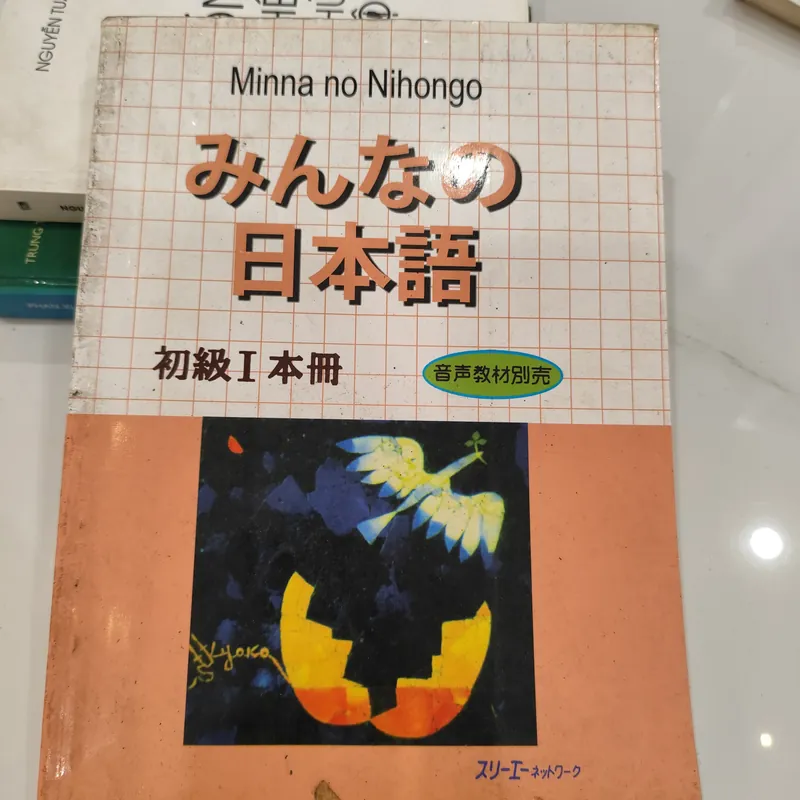 NGUYỄN TU
Minna no Nihongo
みんなの
日本語
初級I本冊
音声教材別売
TRUNG
Kyoko
スリーエーネットワーク